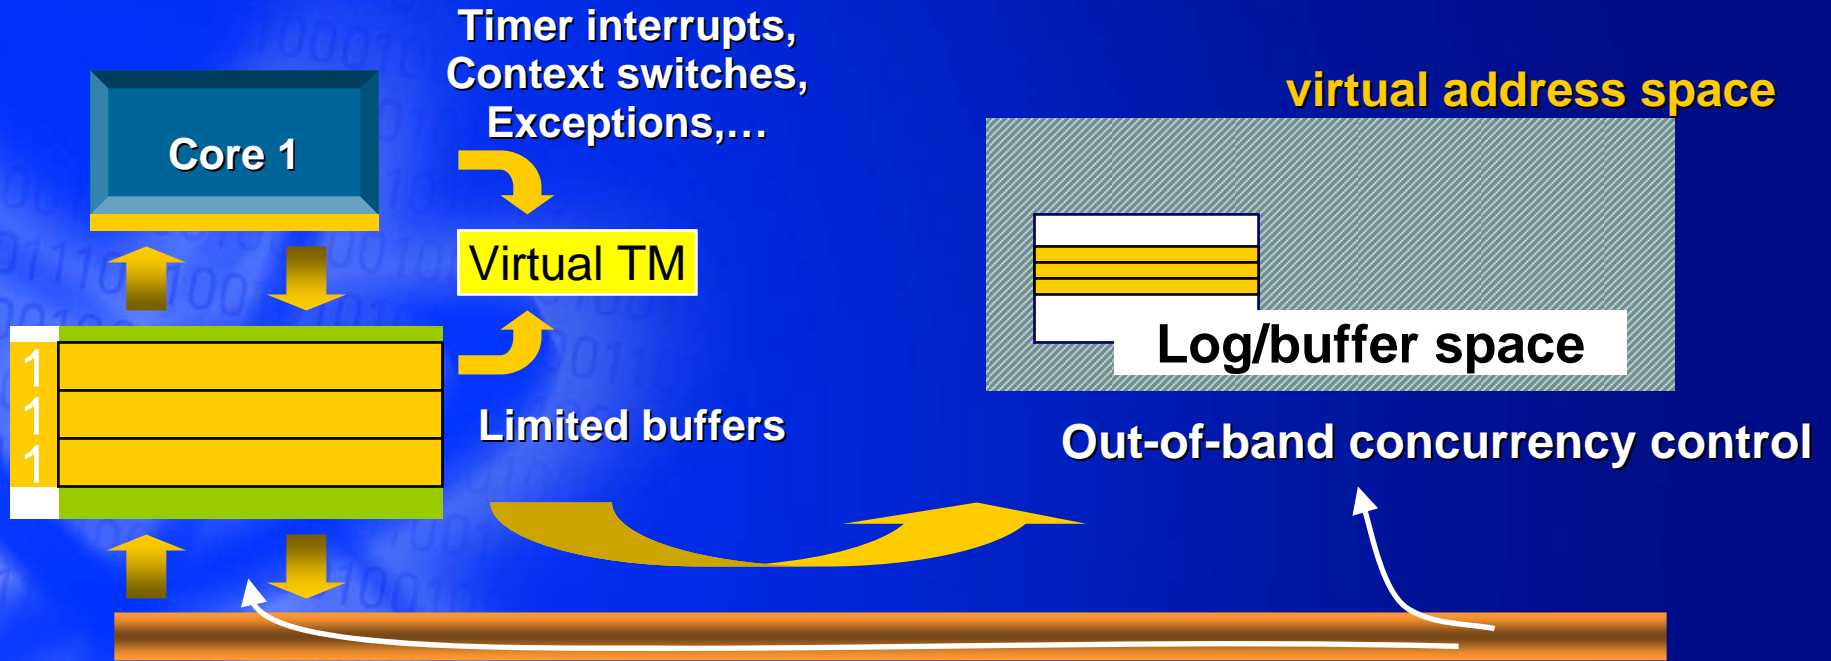 Timer interrupts,
Context switches,
Exceptions,...
virtual address space
Core 1
Virtual TM
Log/buffer space
1
1
1
Limited buffers
Out-of-band concurrency control